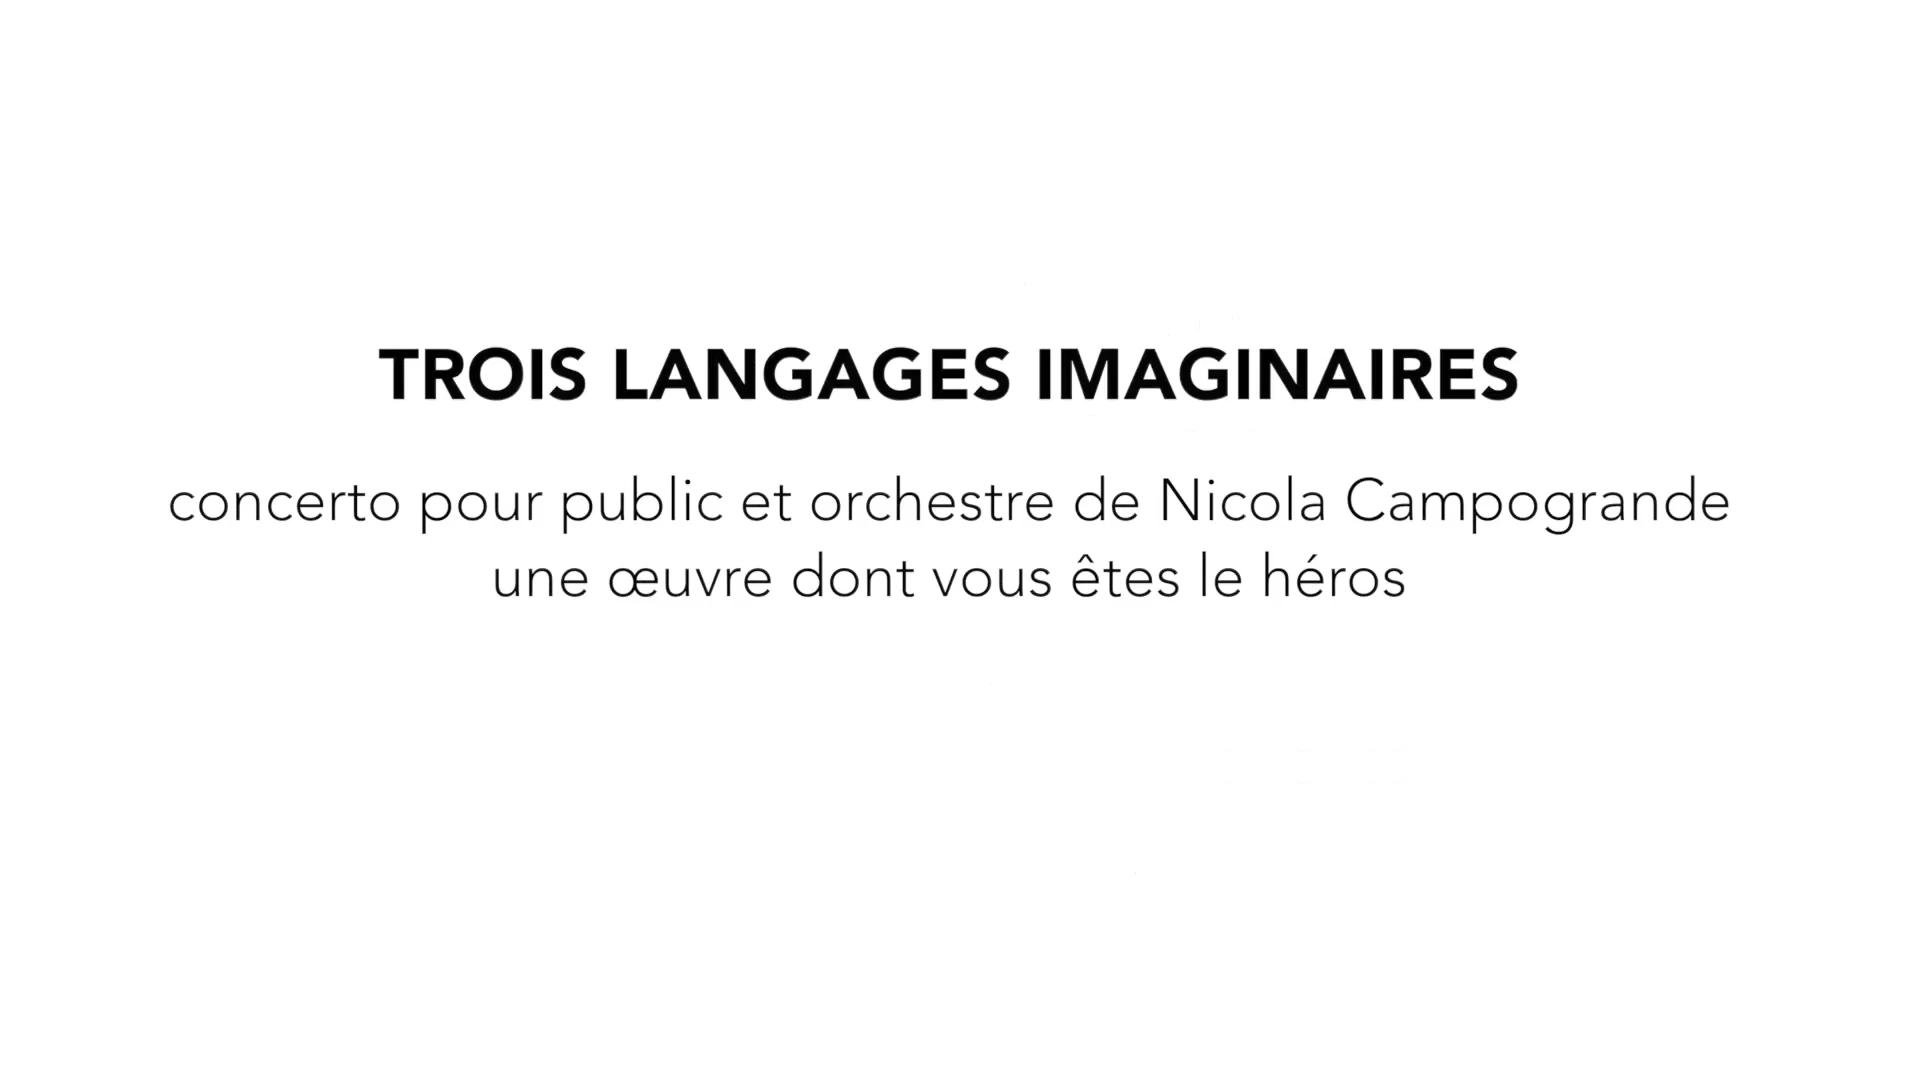 TROIS LANGAGES IMAGINAIRES
concerto pour public et orchestre de Nicola Campogrande
une œuvre dont vous êtes le héros